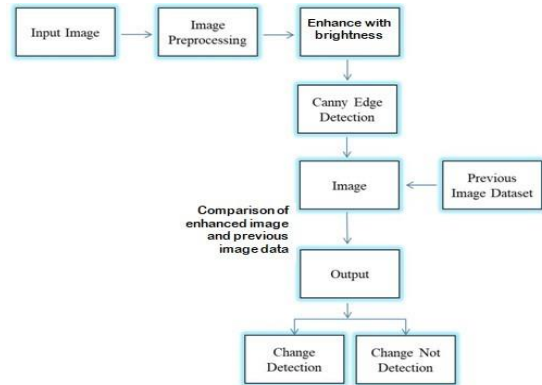 Input Image
Image
Preprocessing
Enhance with
brightness
Canny Edge
Detection
Image
Previous
Image Dataset
Comparison of
enhanced image
and previous
image data
Output
Change
Detection
Change Not
Detection